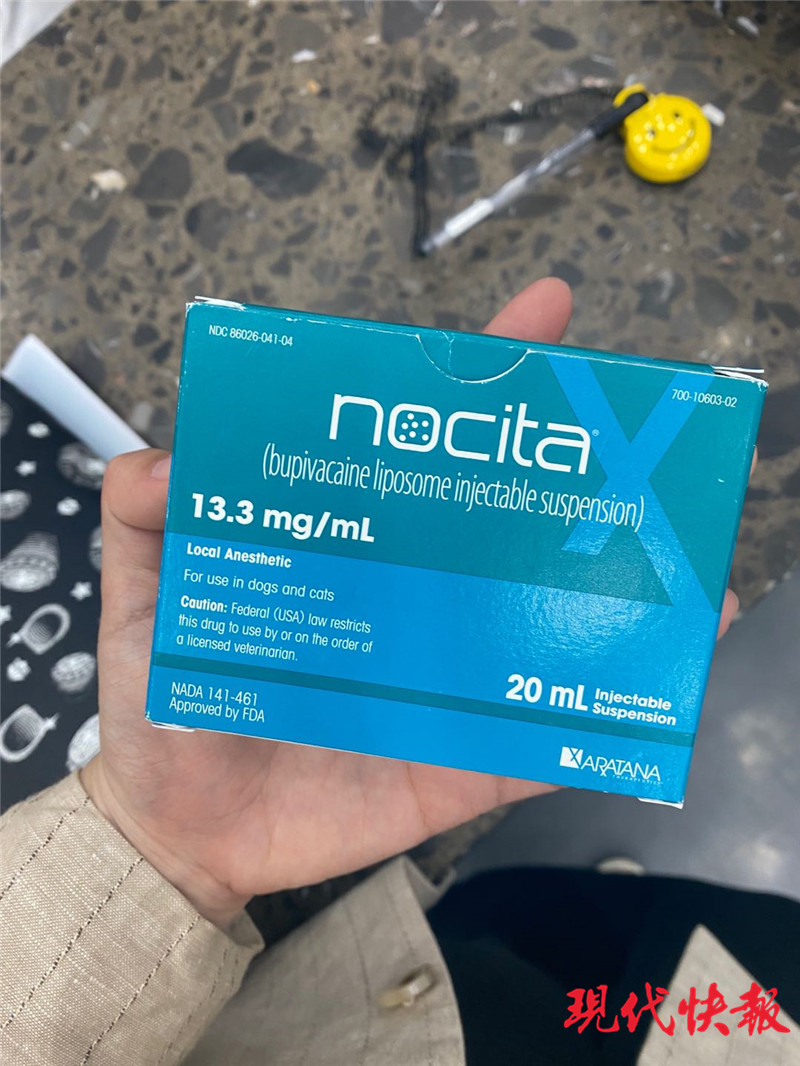 NDC 86026-041-04
700-10603-02
nocita®
(bupivacaine liposome injectable suspension)
13.3 mg/mL
Local Anesthetic
For use in dogs and cats
Caution: Federal (USA) law restricts
this drug to use by or on the order of
a licensed veterinarian.
20 mL Injectable
Suspension
NADA 141-461
Approved by FDA
ARATANA
THERAPEUTICS
現代快報